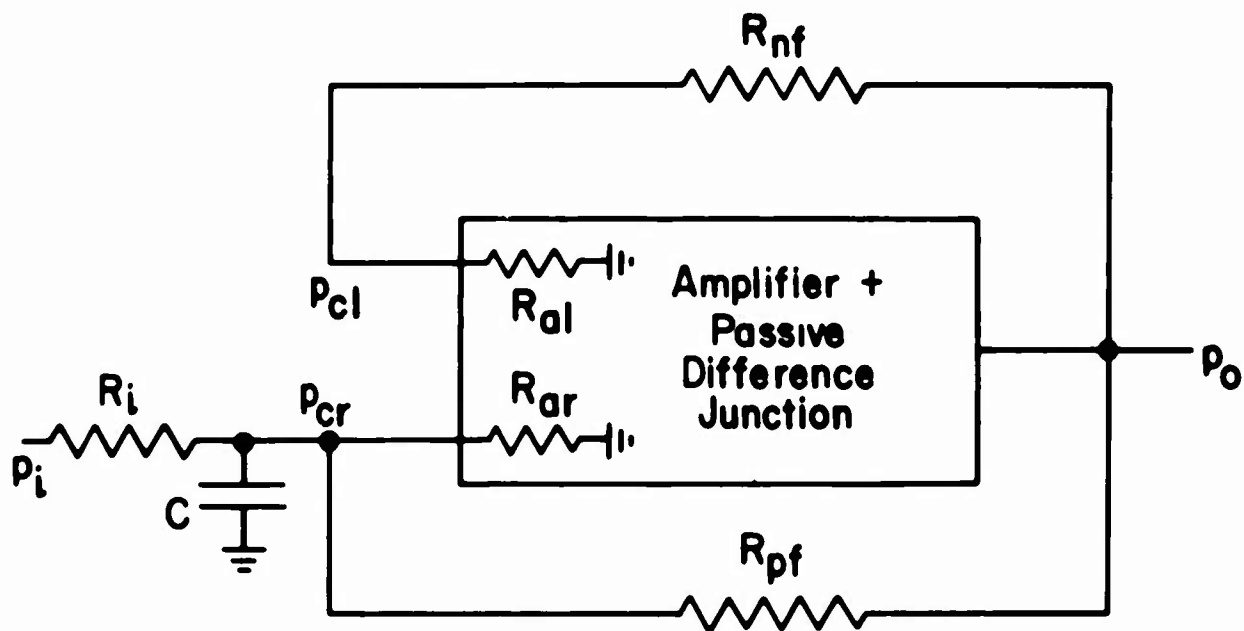 Rnf
pcl
Ral
Amplifier +
Passive
Difference
Junction
po
Ri
pcr
Rar
pi
C
Rpf